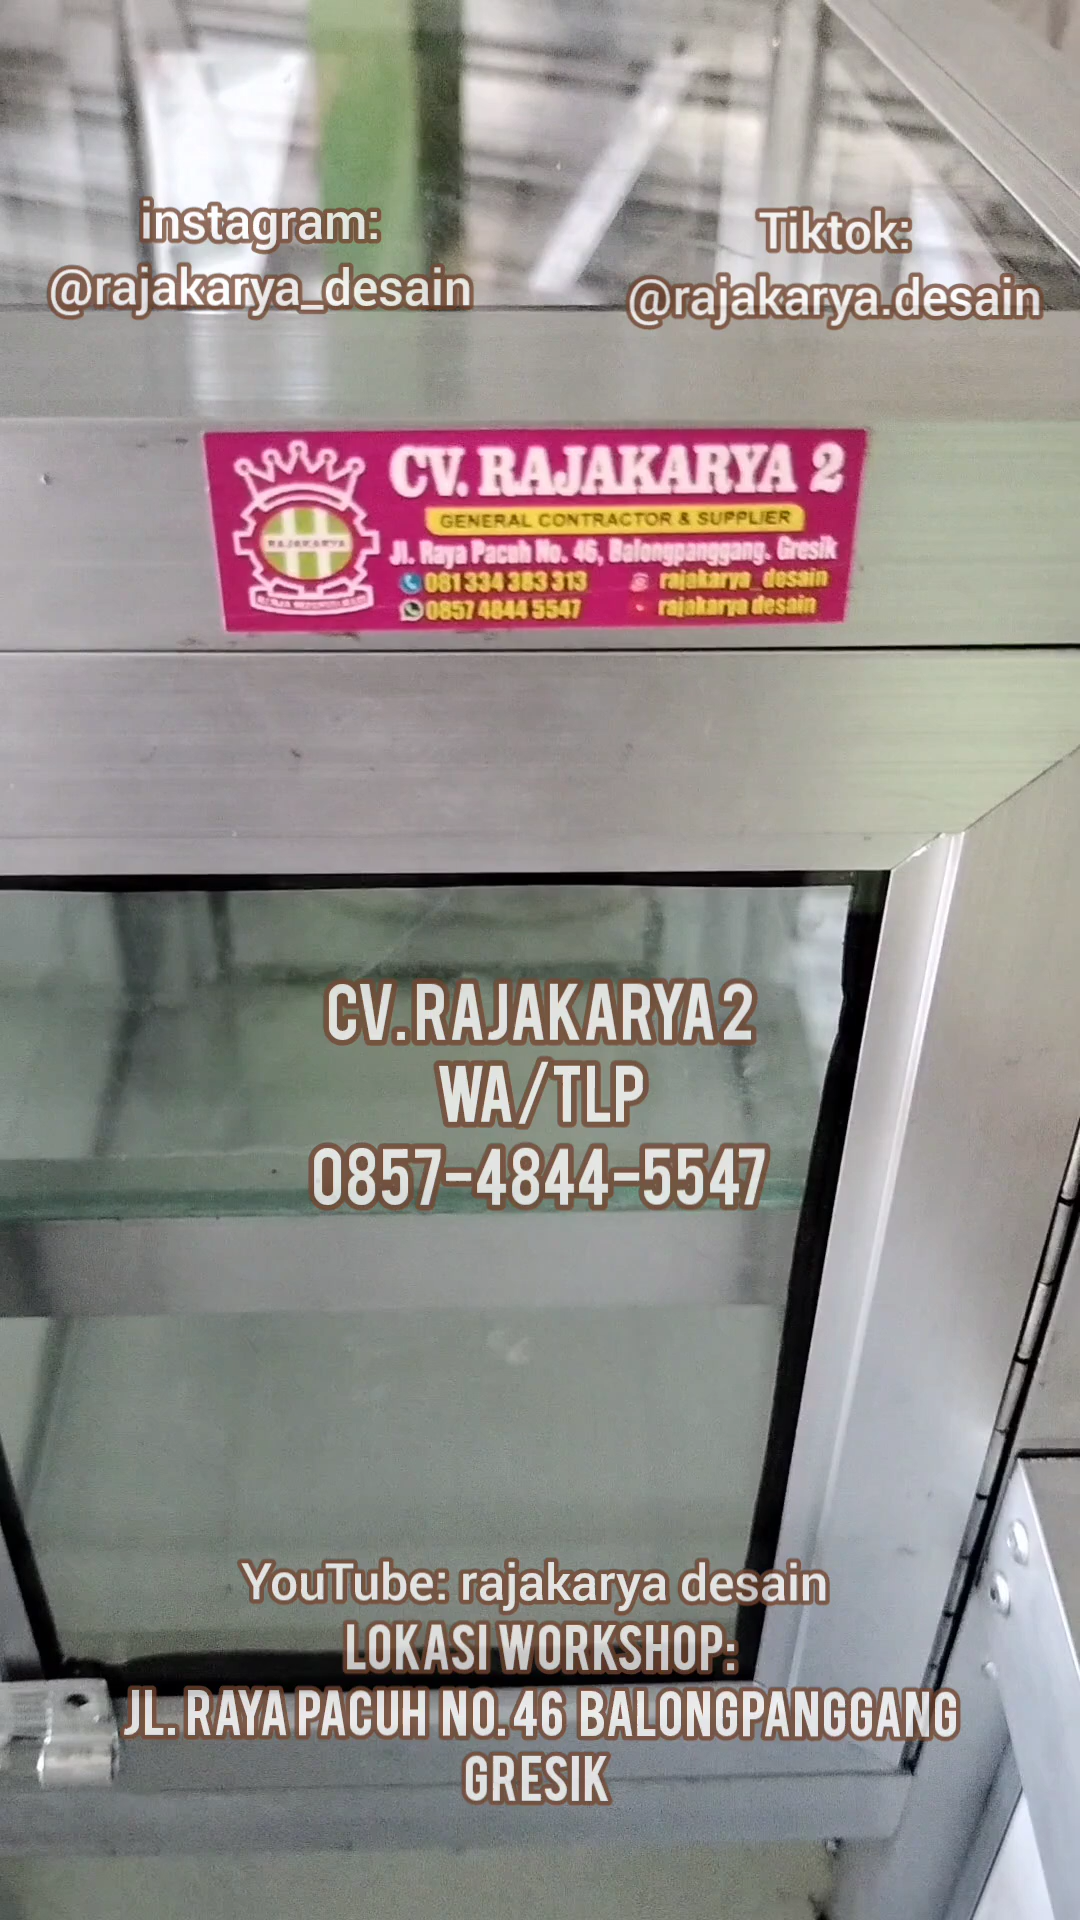 instagram:
@rajakarya_desain
Tiktok:
@rajakarya.desain
CV. RAJAKARYA 2
GENERAL CONTRACTOR & SUPPLIER
Jl. Raya Pacuh No. 46, Balongpanggang. Gresik
081 334 383 313
rajakarya_desain
0857 4844 5547
rajakarya desain
RAJAKARYA
CV.RAJAKARYA2
WA/TLP
0857-4844-5547
YouTube: rajakarya desain
LOKASI WORKSHOP:
JL. RAYA PACUH NO.46 BALONGPANGGANG
GRESIK